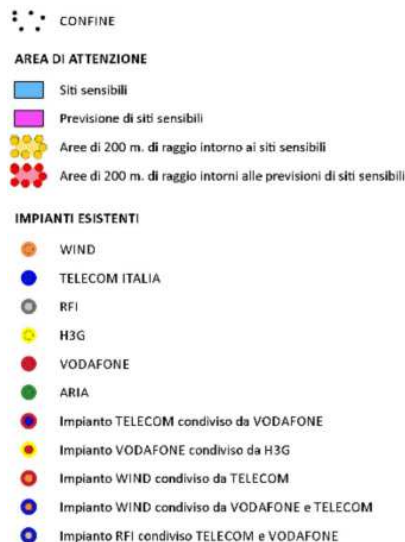 CONFINE
AREA DI ATTENZIONE
Siti sensibili
Previsione di siti sensibili
Aree di 200 m. di raggio intorno ai siti sensibili
Aree di 200 m. di raggio intorni alle previsioni di siti sensibili
IMPIANTI ESISTENTI
WIND
TELECOM ITALIA
RFI
H3G
VODAFONE
ARIA
Impianto TELECOM condiviso da VODAFONE
Impianto VODAFONE condiviso da H3G
Impianto WIND condiviso da TELECOM
Impianto WIND condiviso da VODAFONE e TELECOM
Impianto RFI condiviso TELECOM e VODAFONE